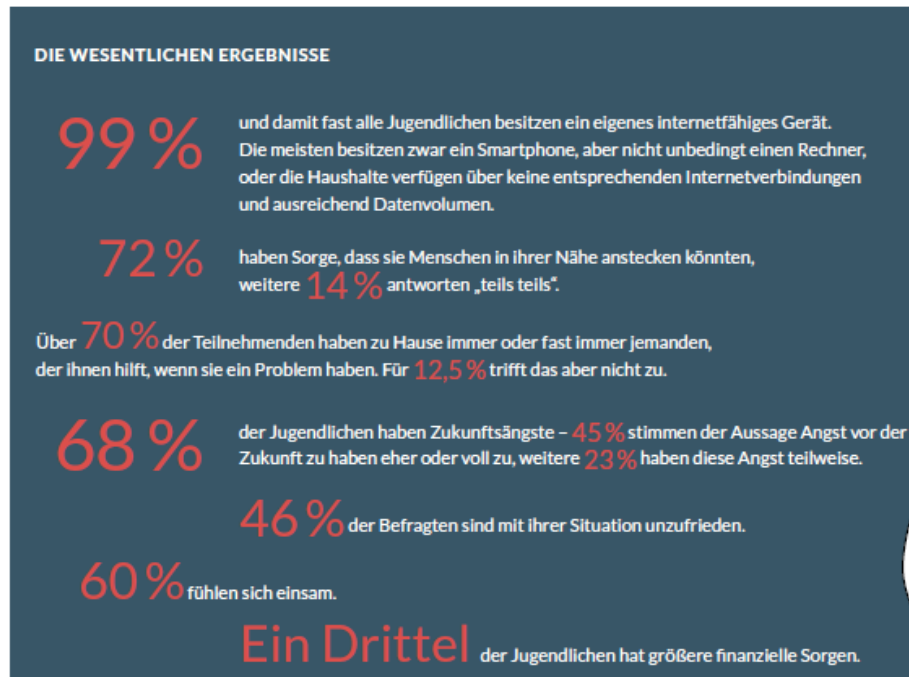 DIE WESENTLICHEN ERGEBNISSE
99 % und damit fast alle Jugendlichen besitzen ein eigenes internetfähiges Gerät.
Die meisten besitzen zwar ein Smartphone, aber nicht unbedingt einen Rechner,
oder die Haushalte verfügen über keine entsprechenden Internetverbindungen
und ausreichend Datenvolumen.
72 % haben Sorge, dass sie Menschen in ihrer Nähe anstecken könnten,
weitere 14 % antworten „teils teils“.
Über 70 % der Teilnehmenden haben zu Hause immer oder fast immer jemanden,
der ihnen hilft, wenn sie ein Problem haben. Für 12,5 % trifft das aber nicht zu.
68 % der Jugendlichen haben Zukunftsängste – 45 % stimmen der Aussage Angst vor der
Zukunft zu haben eher oder voll zu, weitere 23 % haben diese Angst teilweise.
46 % der Befragten sind mit ihrer Situation unzufrieden.
60 % fühlen sich einsam.
Ein Drittel der Jugendlichen hat größere finanzielle Sorgen.